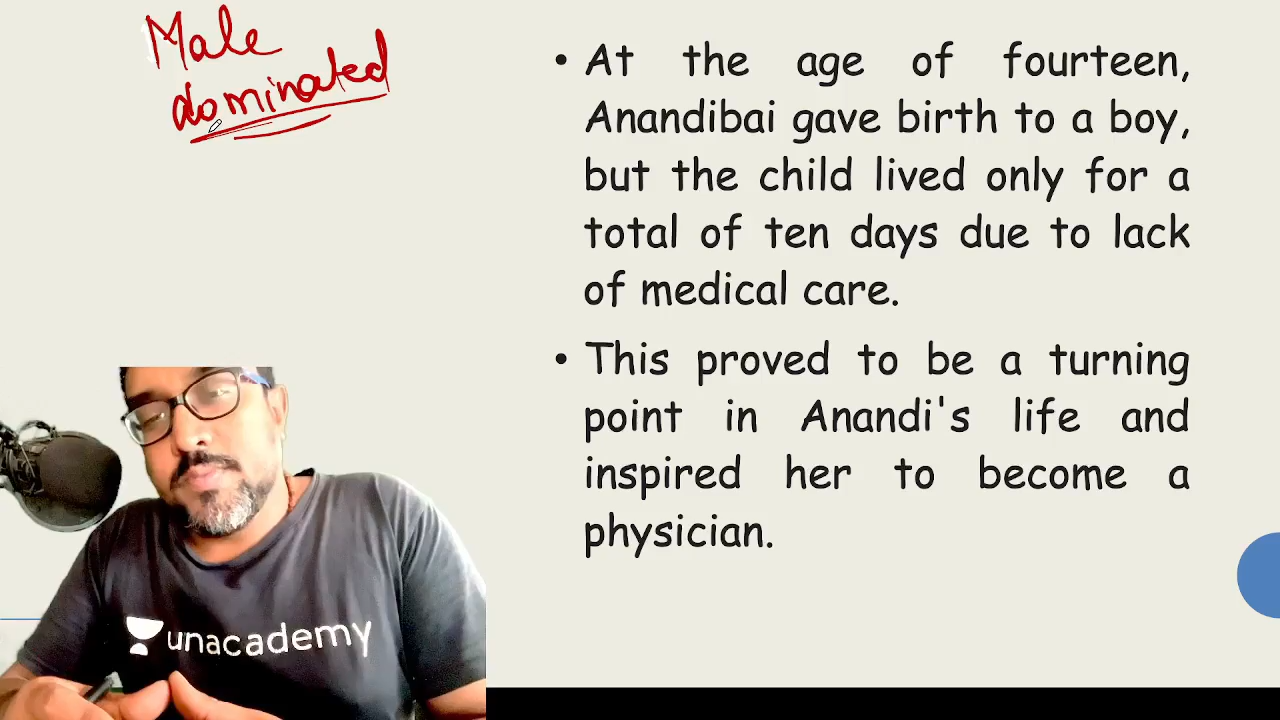 Male
dominated
• At the age of fourteen,
Anandibai gave birth to a boy,
but the child lived only for a
total of ten days due to lack
of medical care.
• This proved to be a turning
point in Anandi's life and
inspired her to become a
physician.
unacademy